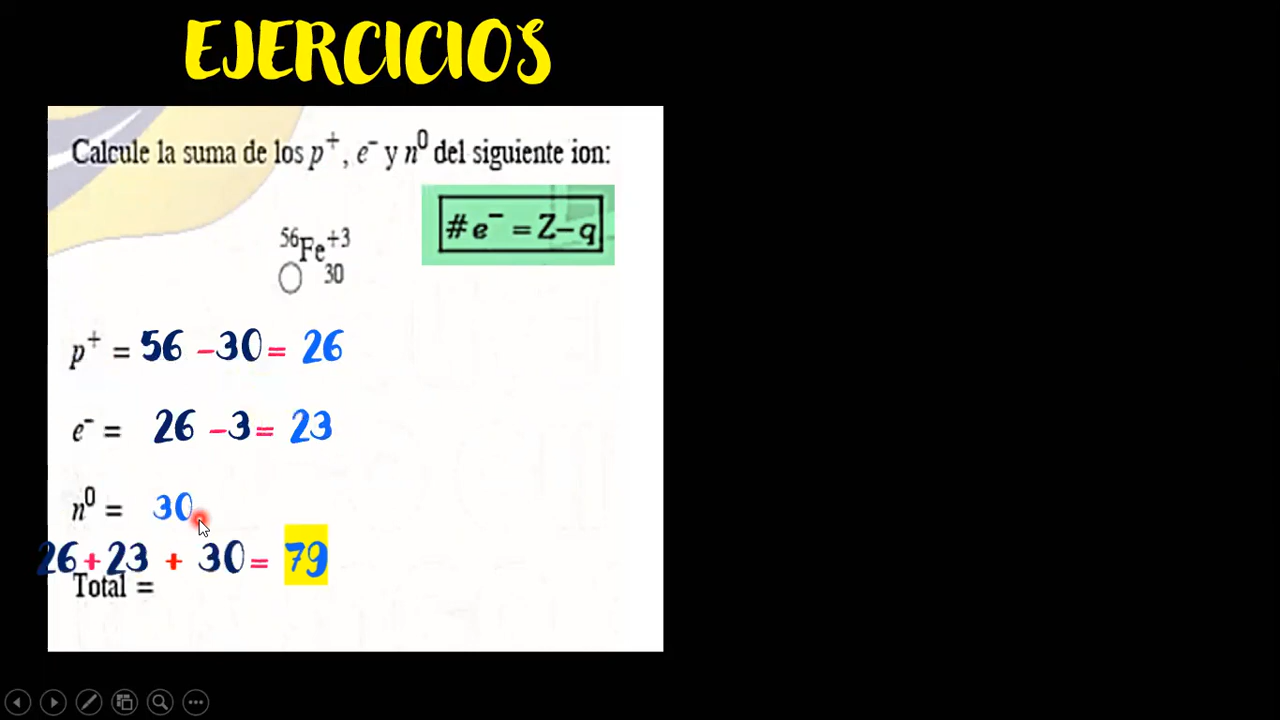 EJERCICIOS
Calcule la suma de los p⁺, e⁻ y n⁰ del siguiente ion:
# e⁻ = Z – q
⁵⁶Fe⁺³
30
p⁺ = 56 – 30 = 26
e⁻ = 26 – 3 = 23
n⁰ = 30
26 + 23 + 30 = 79
Total =